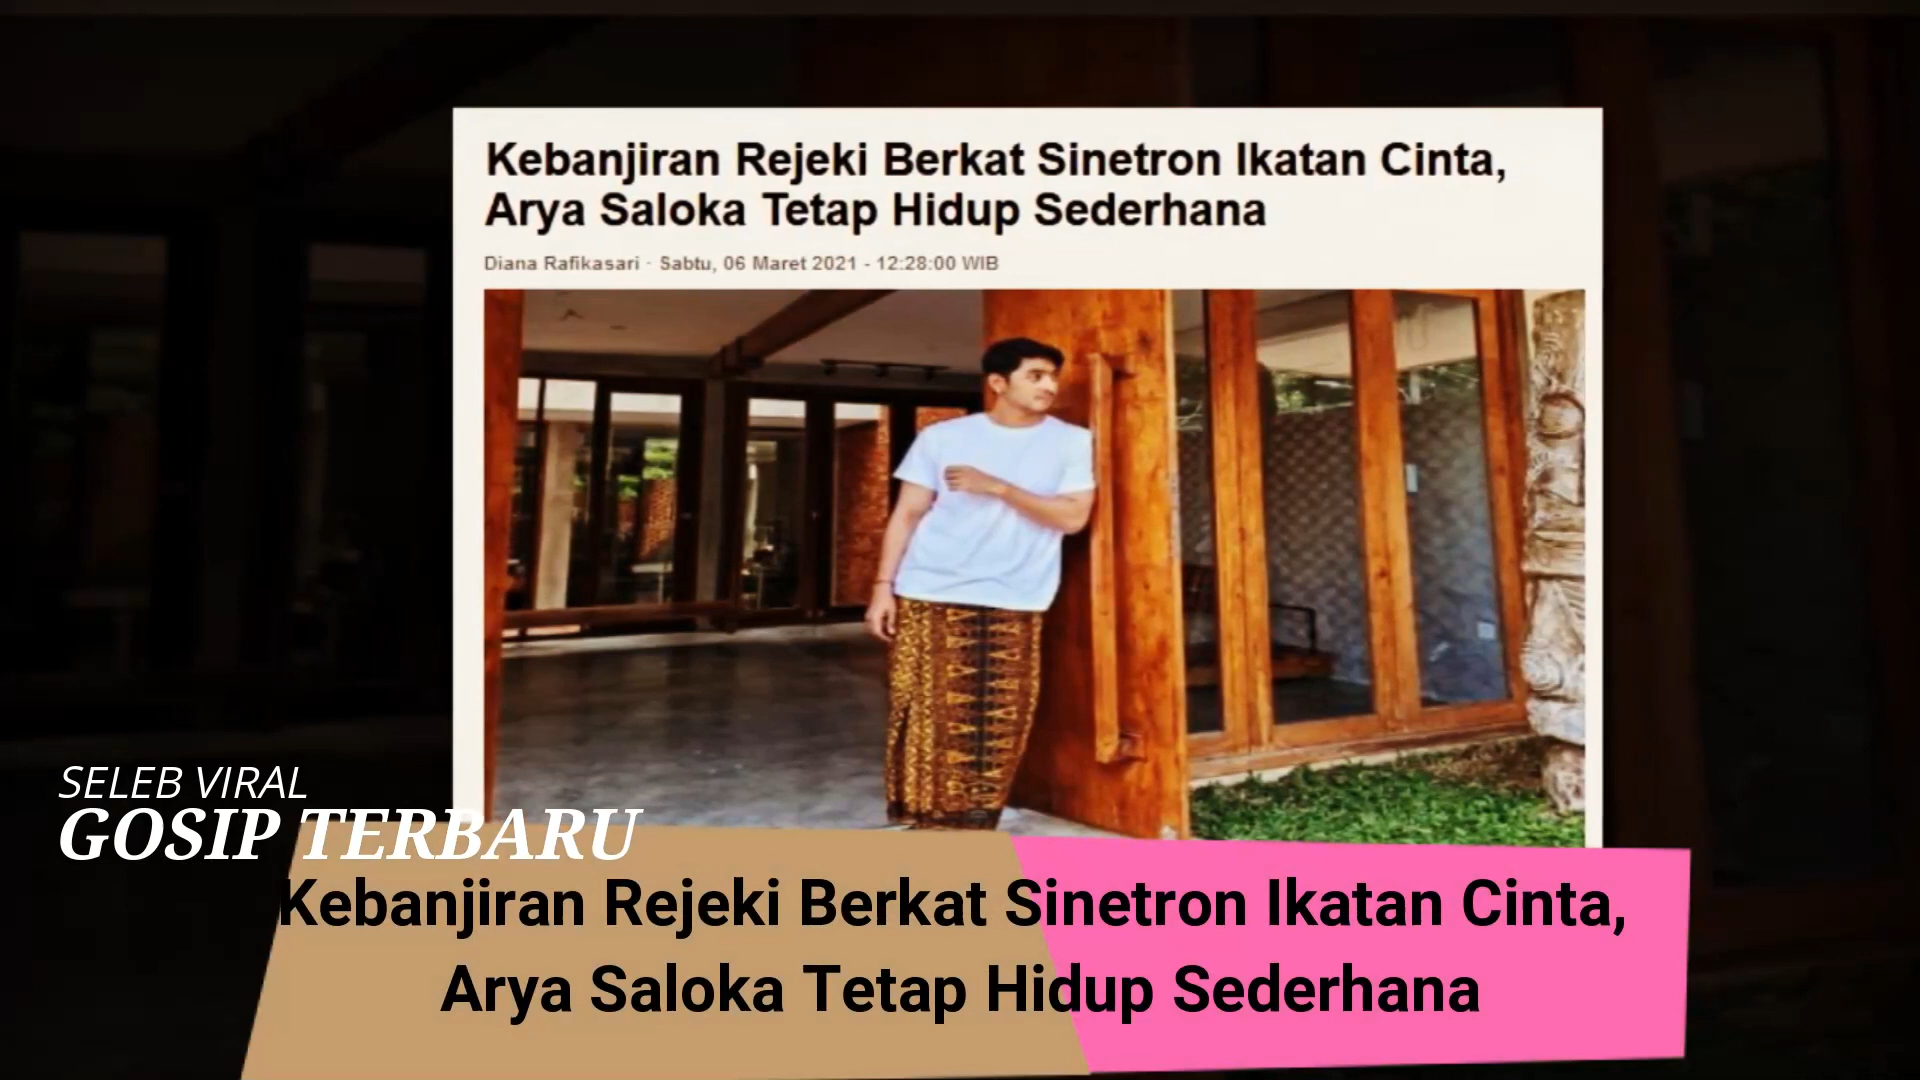 Kebanjiran Rejeki Berkat Sinetron Ikatan Cinta,
Arya Saloka Tetap Hidup Sederhana
Diana Rafikasari · Sabtu, 06 Maret 2021 - 12:28:00 WIB
SELEB VIRAL
GOSIP TERBARU
Kebanjiran Rejeki Berkat Sinetron Ikatan Cinta,
Arya Saloka Tetap Hidup Sederhana